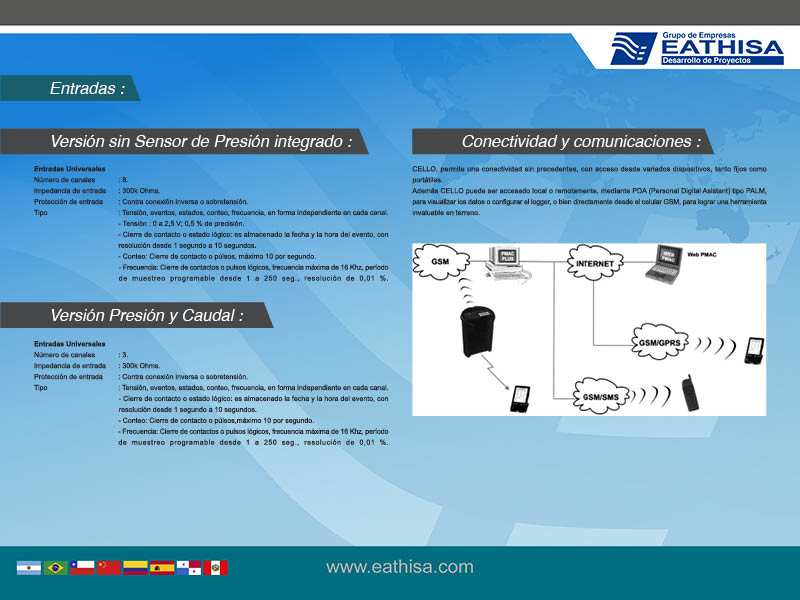 Grupo de Empresas
EATHISA
Desarrollo de Proyectos
Entradas :
Versión sin Sensor de Presión integrado :
Entradas Universales
Número de canales : 8.
Impedancia de entrada : 300k Ohms.
Protección de entrada : Contra conexión inversa o sobretensión.
Tipo : Tensión, eventos, estados, conteo, frecuencia, en forma independiente en cada canal.
- Tensión : 0 a 2,5 V; 0,5 % de precisión.
- Cierre de contacto o estado lógico: es almacenado la fecha y la hora del evento, con
resolución desde 1 segundo a 10 segundos.
- Conteo: Cierre de contacto o púlsos, máximo 10 por segundo.
- Frecuencia: Cierre de contactos o pulsos lógicos, frecuencia máxima de 16 Khz, período
de muestreo programable desde 1 a 250 seg., resolución de 0,01 %.
Versión Presión y Caudal :
Entradas Universales
Número de canales : 3.
Impedancia de entrada : 300k Ohms.
Protección de entrada : Contra conexión inversa o sobretensión.
Tipo : Tensión, eventos, estados, conteo, frecuencia, en forma independiente en cada canal.
- Cierre de contacto o estado lógico: es almacenado la fecha y la hora del evento, con
resolución desde 1 segundo a 10 segundos.
- Conteo: Cierre de contacto o púlsos,máximo 10 por segundo.
- Frecuencia: Cierre de contactos o pulsos lógicos, frecuencia máxima de 16 Khz, período
de muestreo programable desde 1 a 250 seg., resolución de 0,01 %.
Conectividad y comunicaciones :
CELLO, permite una conectividad sin precedentes, con acceso desde variados dispositivos, tanto fijos como
portátiles.
Además CELLO puede ser accesado local o remotamente, mediante PDA (Personal Digital Asistant) tipo PALM,
para visualizar los datos o configurar el logger, o bien directamente desde el celular GSM, para lograr una herramienta
invaluable en terreno.
GSM
PMAC
PLUS
INTERNET
WEB
PMAC
Web PMAC
GSM/GPRS
GSM/SMS
www.eathisa.com